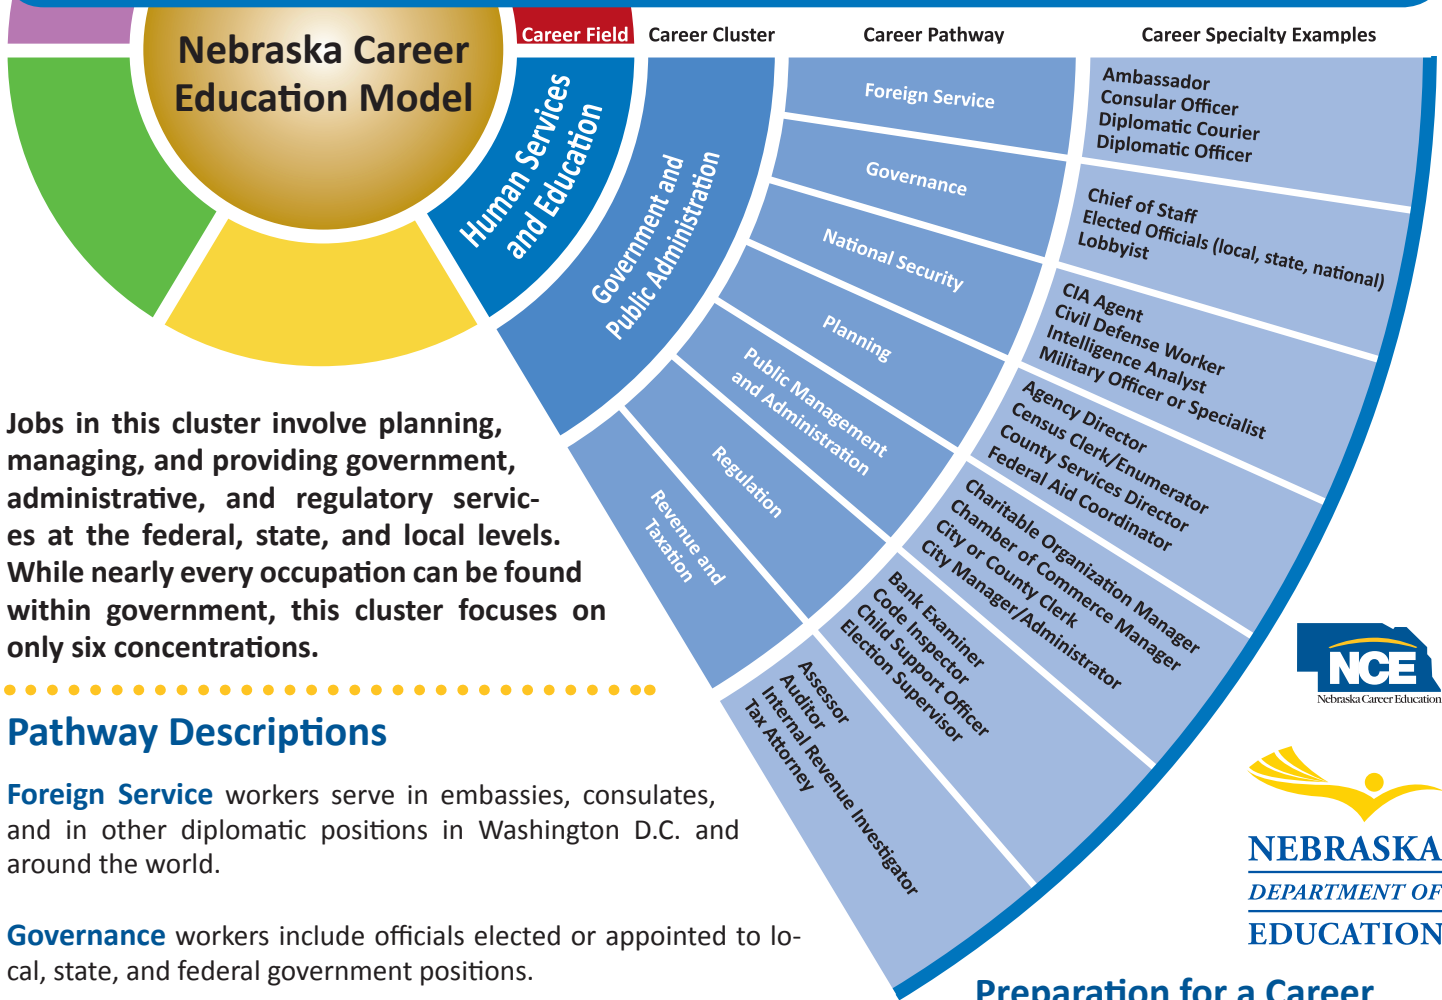 Nebraska Career
Education Model
Career Field
Career Cluster
Career Pathway
Career Specialty Examples
Human Services
and Education
Government and
Public Administration
Foreign Service
Ambassador
Consular Officer
Diplomatic Courier
Diplomatic Officer
Governance
Chief of Staff
Elected Officials (local, state, national)
Lobbyist
National Security
CIA Agent
Civil Defense Worker
Intelligence Analyst
Military Officer or Specialist
Planning
Agency Director
Census Clerk/Enumerator
County Services Director
Federal Aid Coordinator
Public Management
and Administration
Charitable Organization Manager
Chamber of Commerce Manager
City or County Clerk
City Manager/Administrator
Regulation
Bank Examiner
Code Inspector
Child Support Officer
Election Supervisor
Revenue and
Taxation
Assessor
Auditor
Internal Revenue Investigator
Tax Attorney
Jobs in this cluster involve planning,
managing, and providing government,
administrative, and regulatory servic-
es at the federal, state, and local levels.
While nearly every occupation can be found
within government, this cluster focuses on
only six concentrations.
Pathway Descriptions
Foreign Service workers serve in embassies, consulates,
and in other diplomatic positions in Washington D.C. and
around the world.
Governance workers include officials elected or appointed to lo-
cal, state, and federal government positions.
NCE
Nebraska Career Education
NEBRASKA
DEPARTMENT OF
EDUCATION
Preparation for a Career